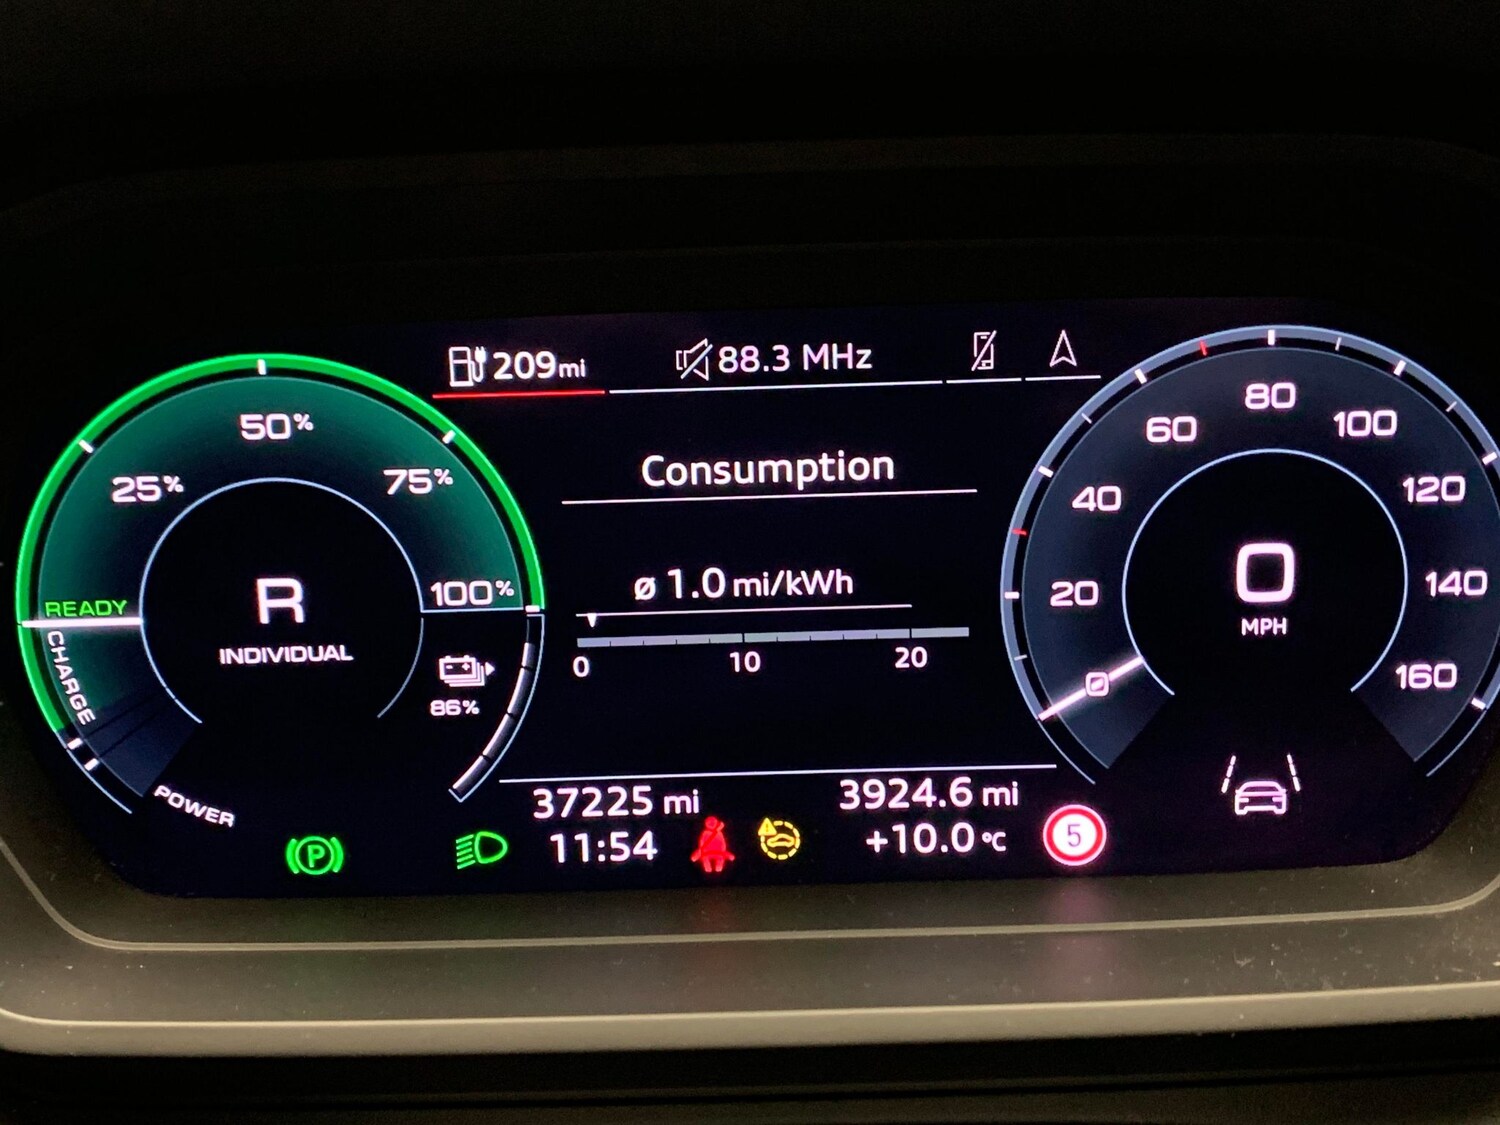 209 mi
88.3 MHz
50%
25%
75%
100%
READY
CHARGE
POWER
R
INDIVIDUAL
86%
Consumption
ø 1.0 mi/kWh
0 10 20
37225 mi
3924.6 mi
11:54
+10.0 °C
P
5
80
60
100
40
120
20
140
160
0
MPH